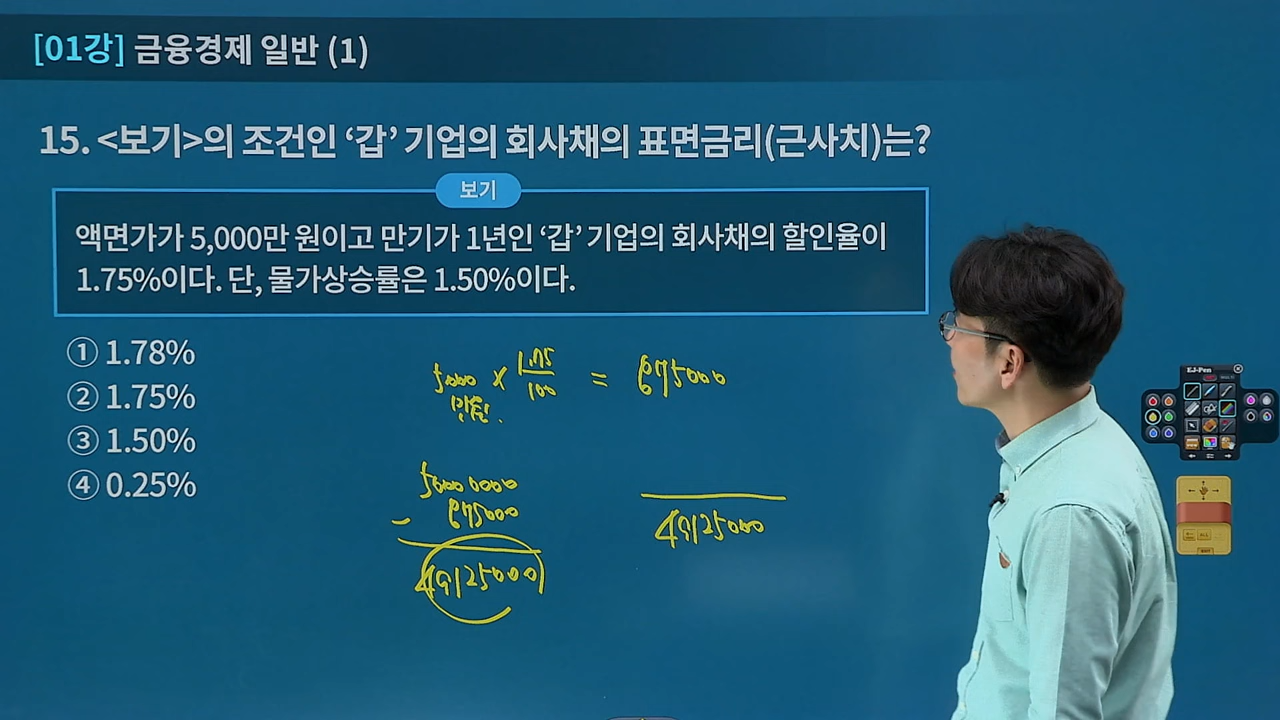 [01강] 금융경제 일반 (1)
15. <보기>의 조건인 ‘갑’ 기업의 회사채의 표면금리(근사치)는?
보기
액면가가 5,000만 원이고 만기가 1년인 ‘갑’ 기업의 회사채의 할인율이
1.75%이다. 단, 물가상승률은 1.50%이다.
① 1.78%
② 1.75%
③ 1.50%
④ 0.25%
5000 × 1.75/100 = 875000
만원.
50000000
- 875000
49125000
49125000
EJ-Pen